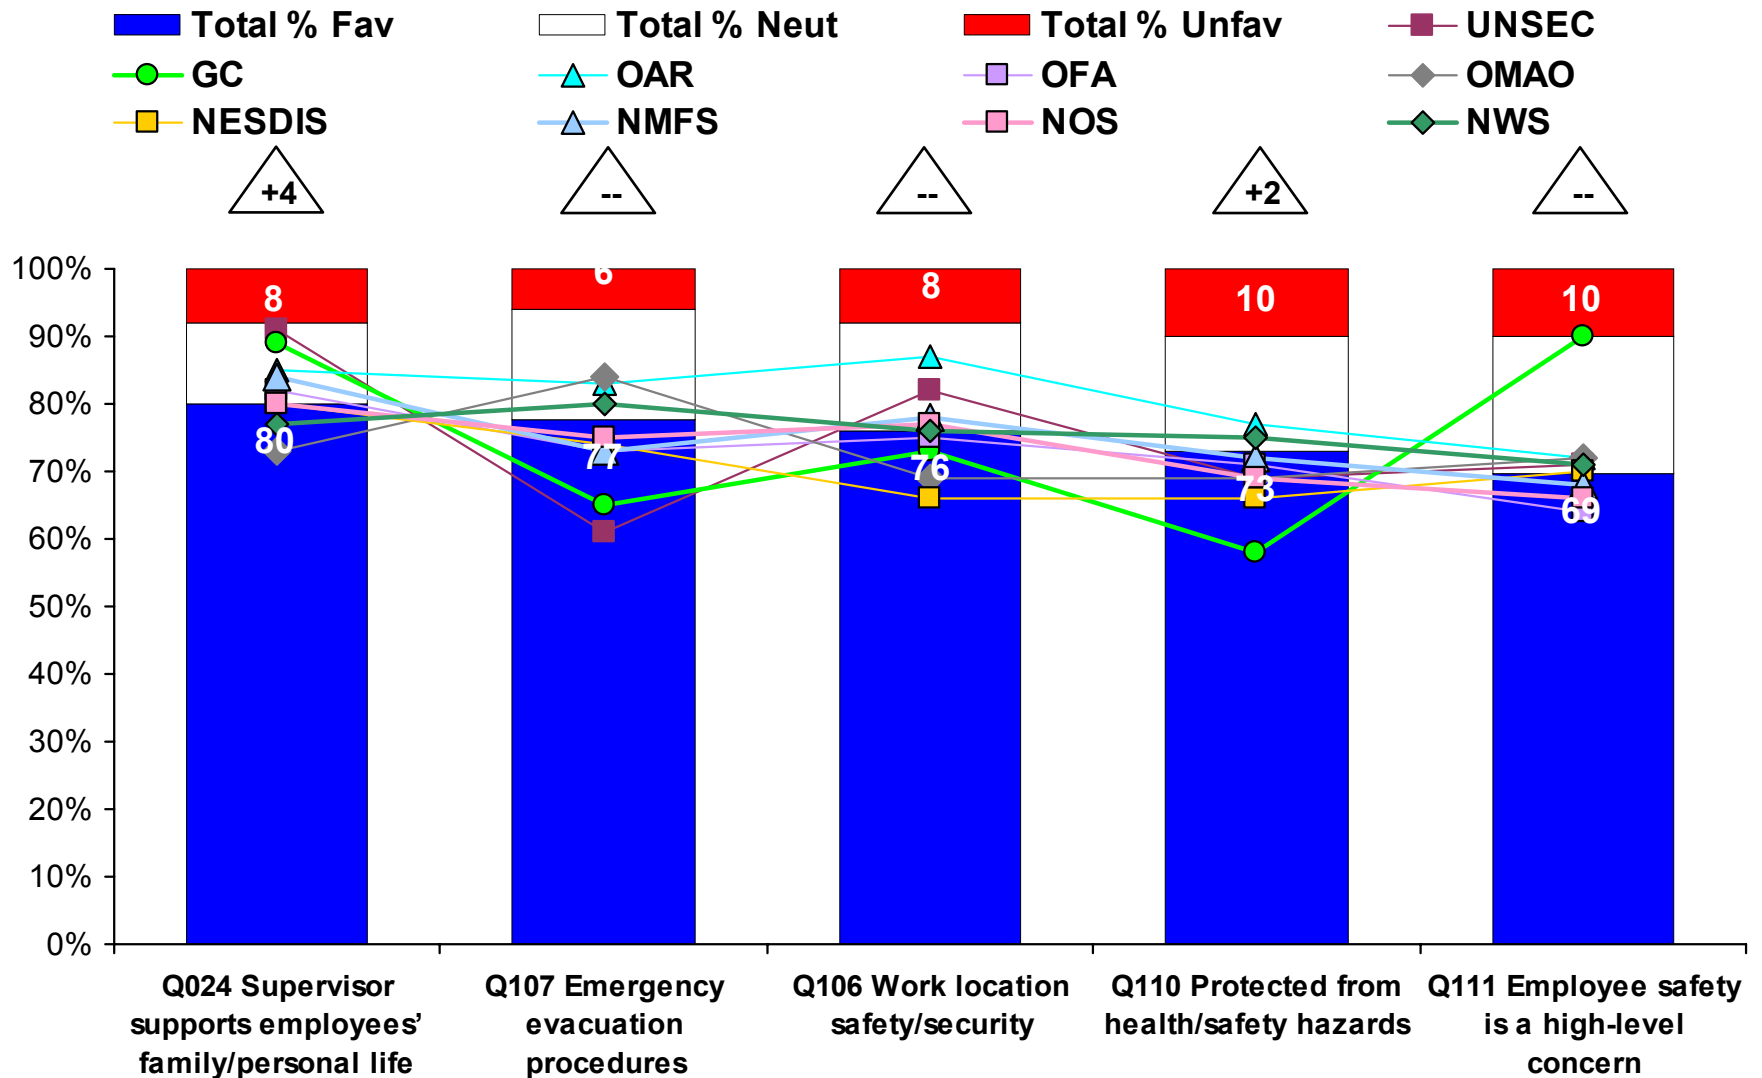 Total % Fav Total % Neut Total % Unfav UNSEC
GC OAR OFA OMAO
NESDIS NMFS NOS NWS
+4 -- -- +2 --
100%
90%
80%
70%
60%
50%
40%
30%
20%
10%
0%
8 6 8 10 10
80 77 76 73 69
Q024 Supervisor
supports employees’
family/personal life
Q107 Emergency
evacuation
procedures
Q106 Work location
safety/security
Q110 Protected from
health/safety hazards
Q111 Employee safety
is a high-level
concern